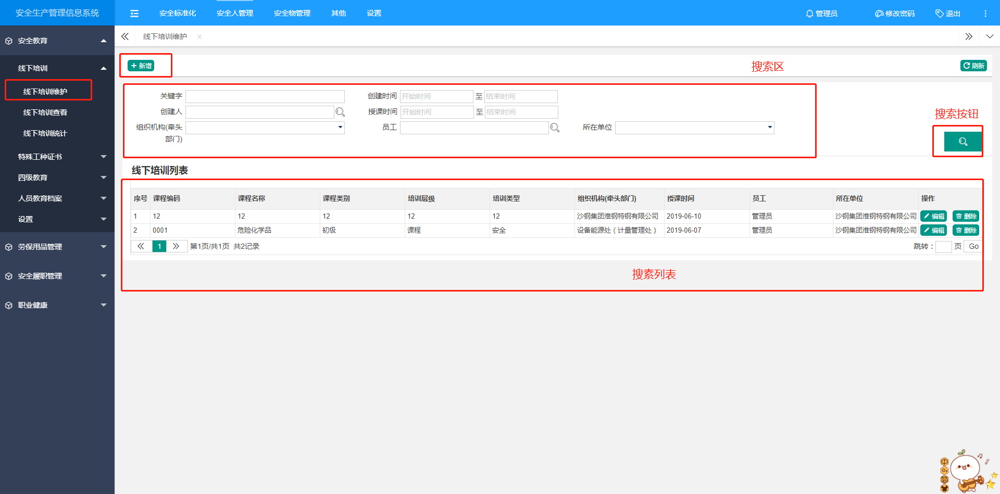 安全生产管理信息系统
安全标准化 安全人管理 安全物管理 其他 设置
管理员 修改密码 退出
安全教育
线下培训
线下培训维护
线下培训查看
线下培训统计
特殊工种证书
四级教育
人员教育档案
设置
劳保用品管理
安全履职管理
职业健康
线下培训维护
新增 搜索区 刷新
关键字 创建时间 开始时间 至 结束时间
创建人 授课时间 开始时间 至 结束时间
搜索按钮
组织机构(牵头部门) 员工 所在单位
线下培训列表
序号 课程编码 课程名称 课程类别 培训层级 培训类型 组织机构(牵头部门) 授课时间 员工 所在单位 操作
1 12 12 12 12 12 沙钢集团淮钢特钢有限公司 2019-06-10 管理员 沙钢集团淮钢特钢有限公司 编辑 删除
2 0001 危险化学品 初级 课程 安全 设备能源处（计量管理处） 2019-06-07 管理员 沙钢集团淮钢特钢有限公司 编辑 删除
1 第1页/共1页 共2记录 跳转： 页 Go
搜素列表
中
简